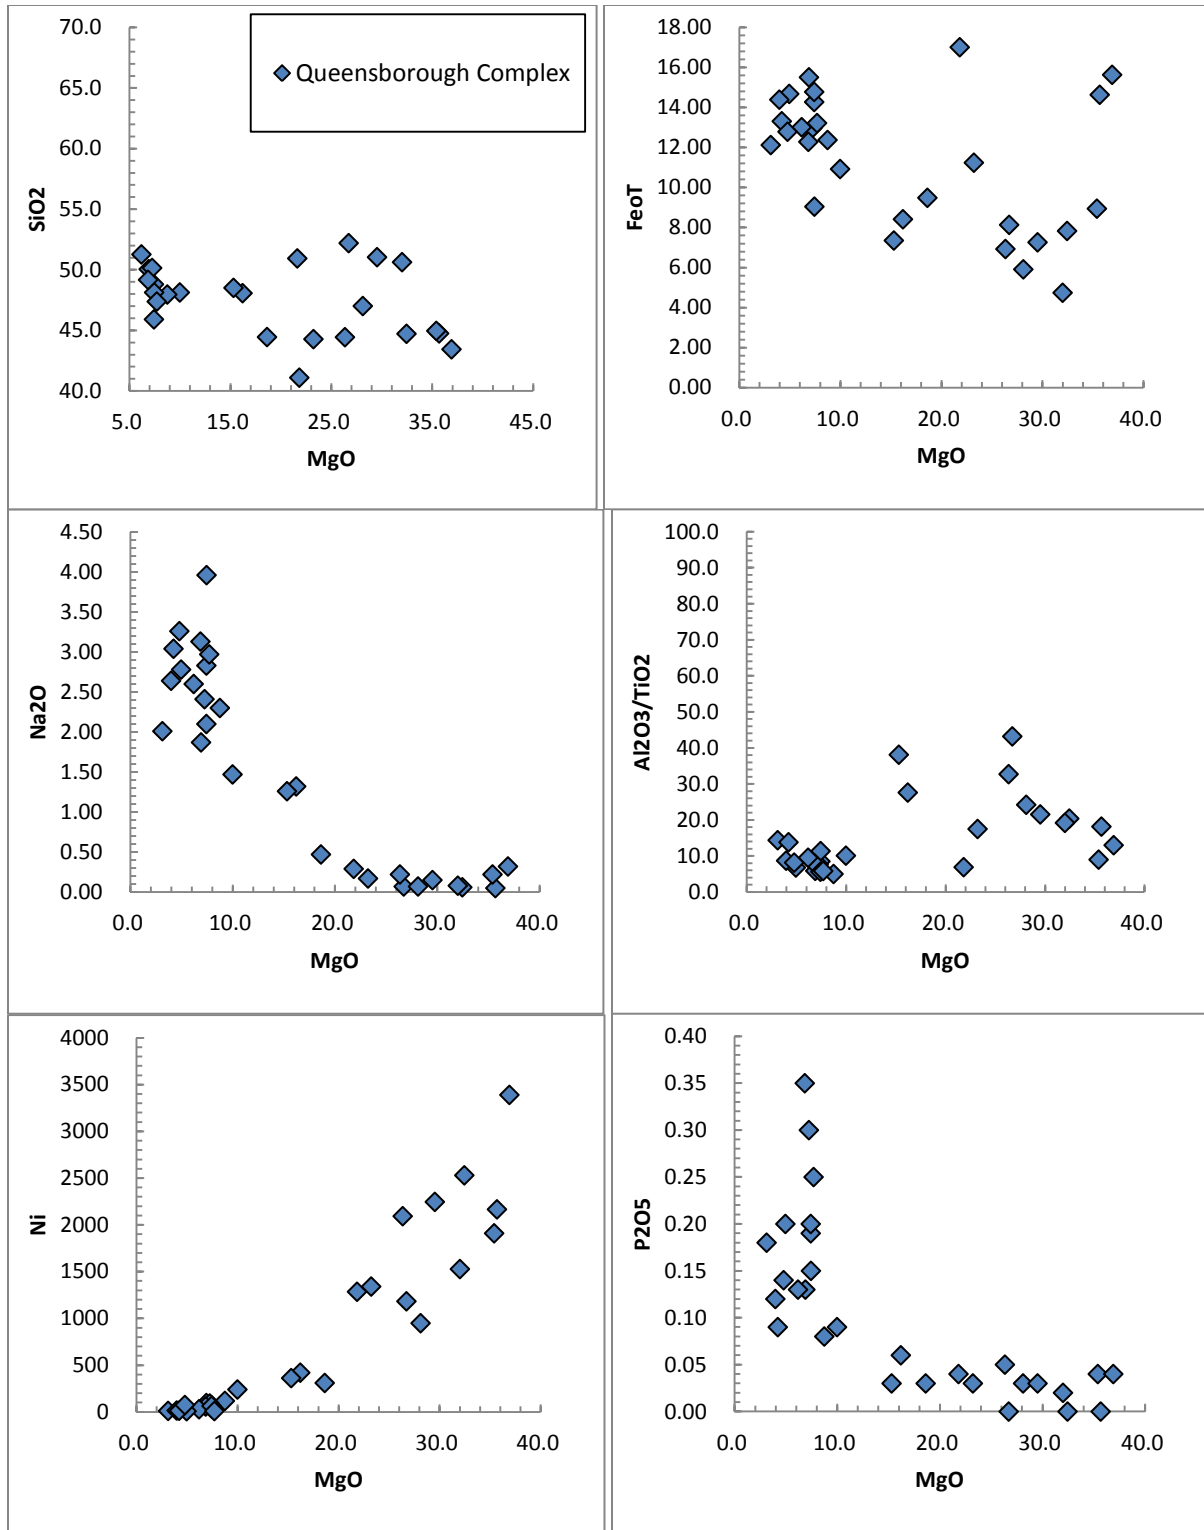 70.0
65.0
60.0
55.0
50.0
45.0
40.0
SiO2
Queensborough Complex
5.0 15.0 25.0 35.0 45.0
MgO
18.00
16.00
14.00
12.00
10.00
8.00
6.00
4.00
2.00
0.00
FeoT
0.0 10.0 20.0 30.0 40.0
MgO
4.50
4.00
3.50
3.00
2.50
2.00
1.50
1.00
0.50
0.00
Na2O
0.0 10.0 20.0 30.0 40.0
MgO
100.0
90.0
80.0
70.0
60.0
50.0
40.0
30.0
20.0
10.0
0.0
Al2O3/TiO2
0.0 10.0 20.0 30.0 40.0
MgO
4000
3500
3000
2500
2000
1500
1000
500
0
Ni
0.0 10.0 20.0 30.0 40.0
MgO
0.40
0.35
0.30
0.25
0.20
0.15
0.10
0.05
0.00
P2O5
0.0 10.0 20.0 30.0 40.0
MgO